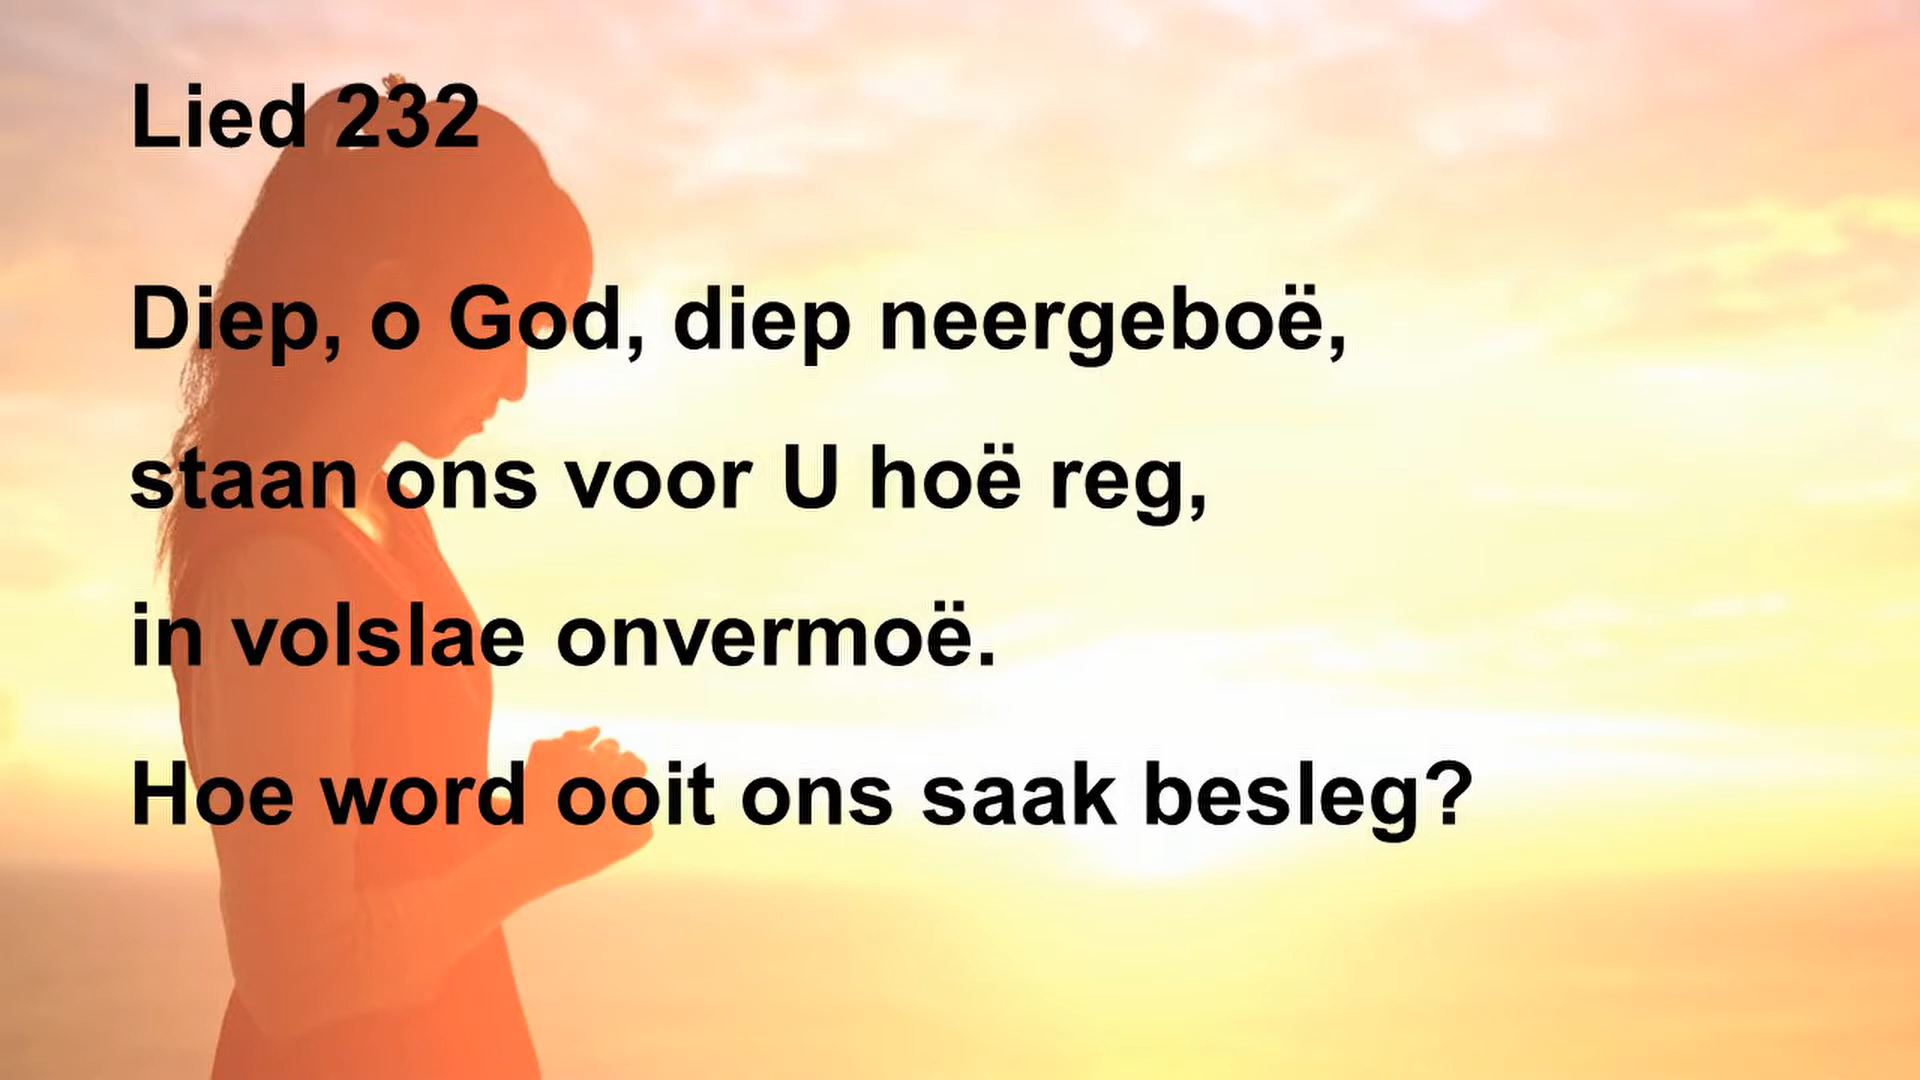 Lied 232
Diep, o God, diep neergeboë,
staan ons voor U hoë reg,
in volslae onvermoë.
Hoe word ooit ons saak besleg?